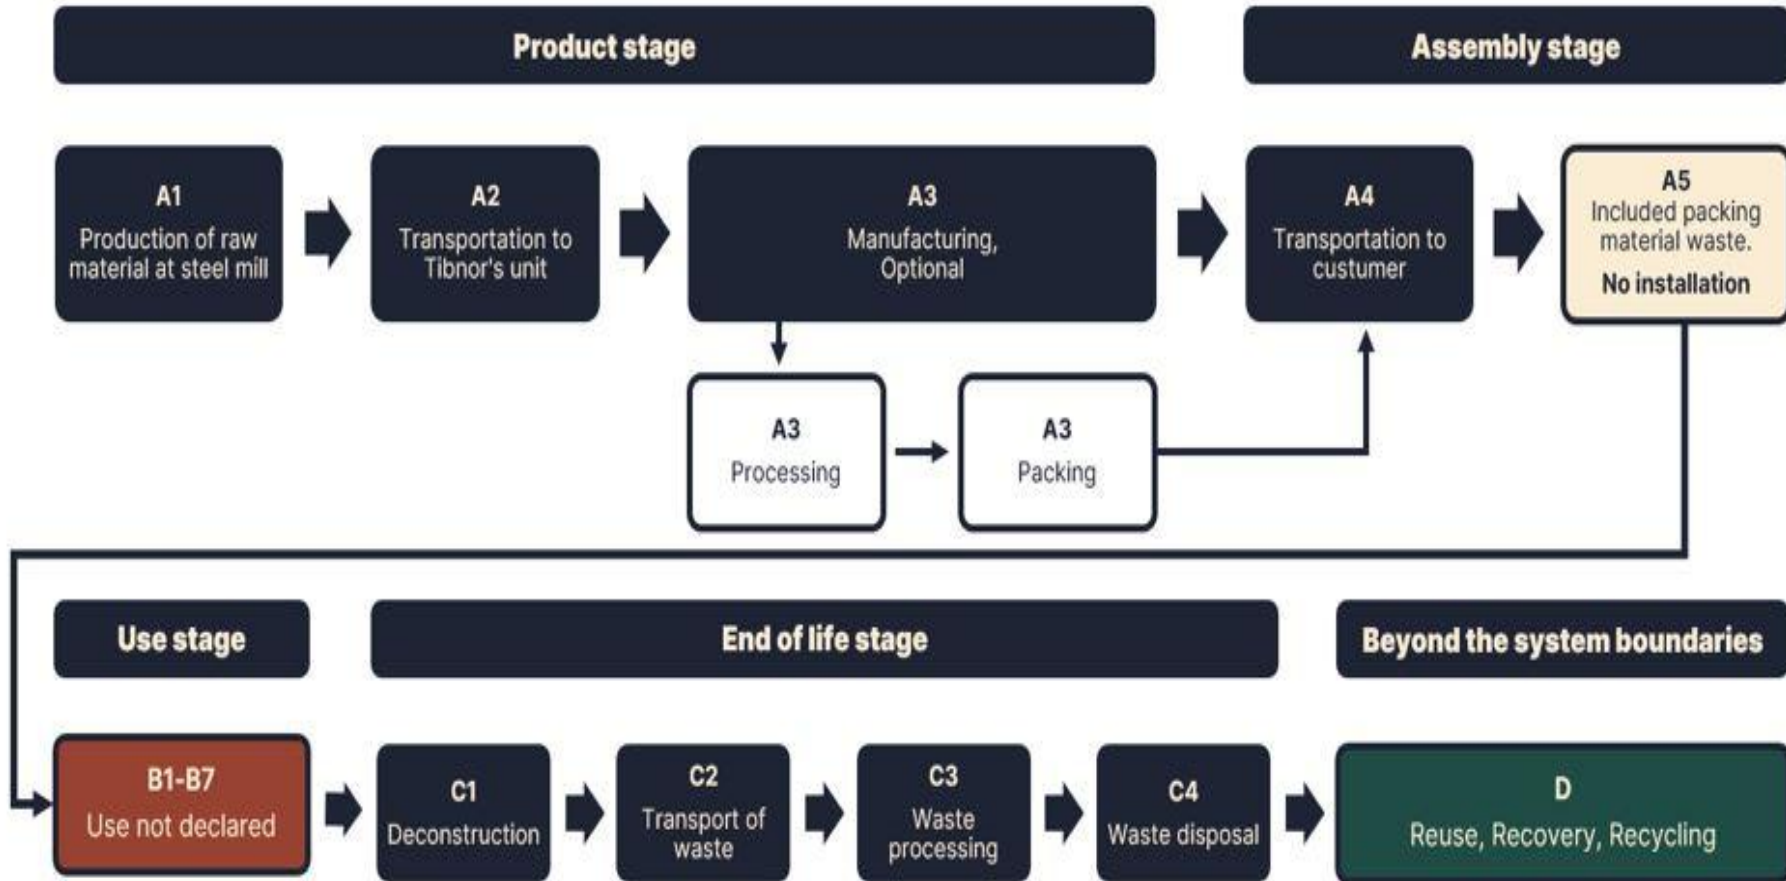 Product stage
Assembly stage
A1
Production of raw
material at steel mill
A2
Transportation to
Tibnor's unit
A3
Manufacturing,
Optional
A4
Transportation to
custumer
A5
Included packing
material waste.
No installation
A3
Processing
A3
Packing
Use stage
End of life stage
Beyond the system boundaries
B1-B7
Use not declared
C1
Deconstruction
C2
Transport of
waste
C3
Waste
processing
C4
Waste disposal
D
Reuse, Recovery, Recycling